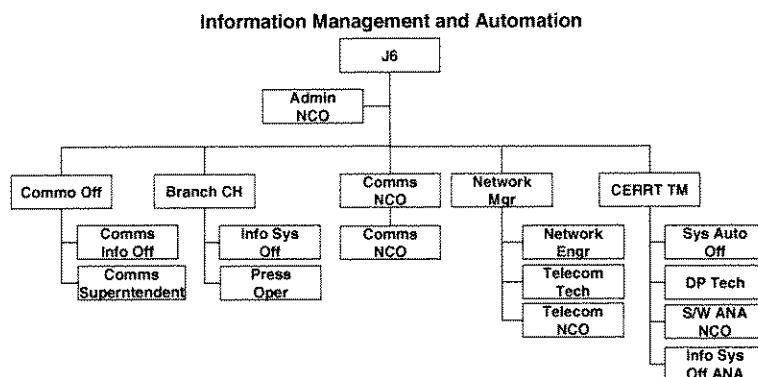 Information Management and Automation
J6
Admin
NCO
Commo Off
Branch CH
Comms
NCO
Network
Mgr
CERRT TM
Comms
Info Off
Comms
Superntendent
Info Sys
Off
Press
Oper
Comms
NCO
Network
Engr
Telecom
Tech
Telecom
NCO
Sys Auto
Off
DP Tech
S/W ANA
NCO
Info Sys
Off ANA